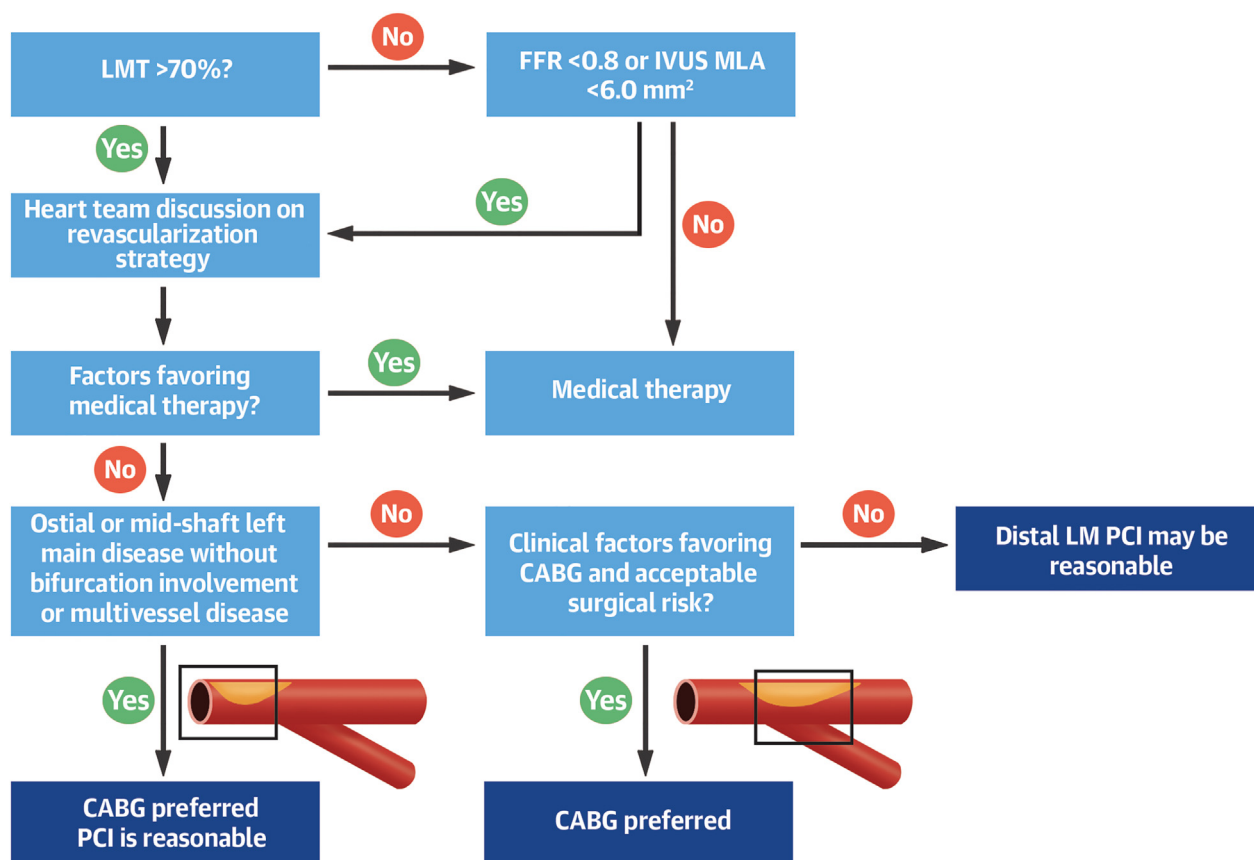 LMT >70%?
No
FFR <0.8 or IVUS MLA
<6.0 mm²
Yes
Heart team discussion on
revascularization
strategy
Yes
No
Factors favoring
medical therapy?
Yes
Medical therapy
No
Ostial or mid-shaft left
main disease without
bifurcation involvement
or multivessel disease
No
Clinical factors favoring
CABG and acceptable
surgical risk?
No
Distal LM PCI may be
reasonable
Yes
Yes
CABG preferred
PCI is reasonable
CABG preferred